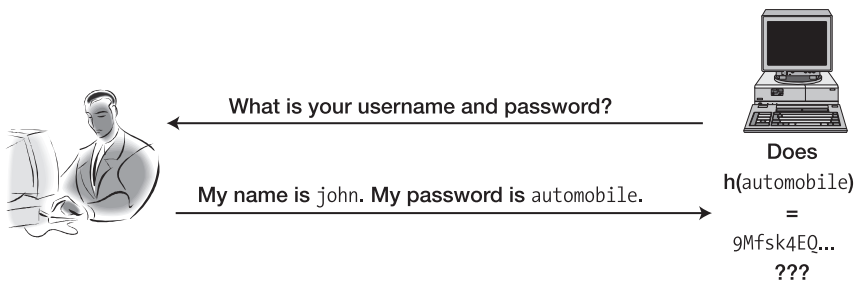 What is your username and password?
My name is john. My password is automobile.
Does
h(automobile)
=
9Mfsk4EQ...
???